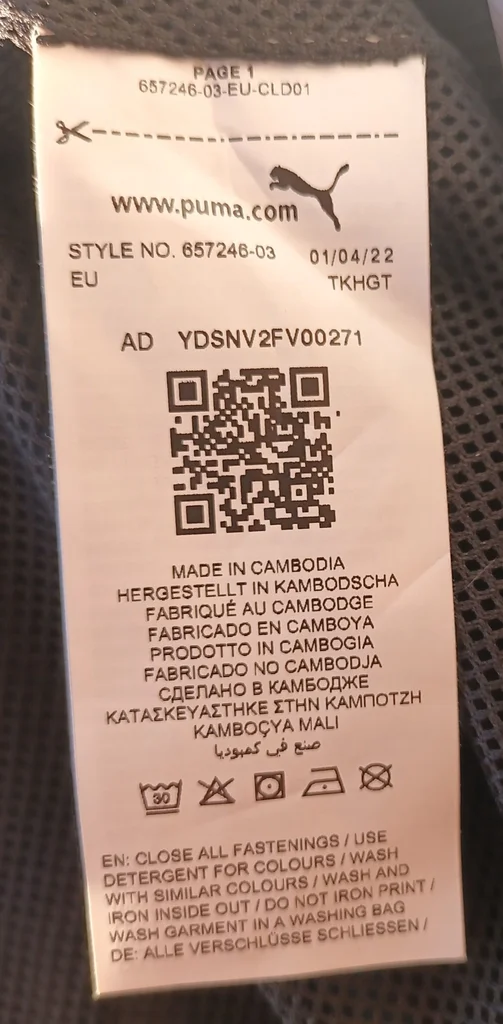 PAGE 1
657246-03-EU-CLD01
www.puma.com
STYLE NO. 657246-03 01/04/22
EU TKHGT
AD YDSNV2FV00271
MADE IN CAMBODIA
HERGESTELLT IN KAMBODSCHA
FABRIQUÉ AU CAMBODGE
FABRICADO EN CAMBOYA
PRODOTTO IN CAMBOGIA
FABRICADO NO CAMBODJA
СДЕЛАНО В КАМБОДЖЕ
ΚΑΤΑΣΚΕΥΑΣΤΗΚΕ ΣΤΗΝ ΚΑΜΠΟΤΖΗ
KAMBOÇYA MALI
صنع في كمبوديا
30
EN: CLOSE ALL FASTENINGS / USE
DETERGENT FOR COLOURS / WASH
WITH SIMILAR COLOURS / WASH AND
IRON INSIDE OUT / DO NOT IRON PRINT /
WASH GARMENT IN A WASHING BAG
DE: ALLE VERSCHLÜSSE SCHLIESSEN /